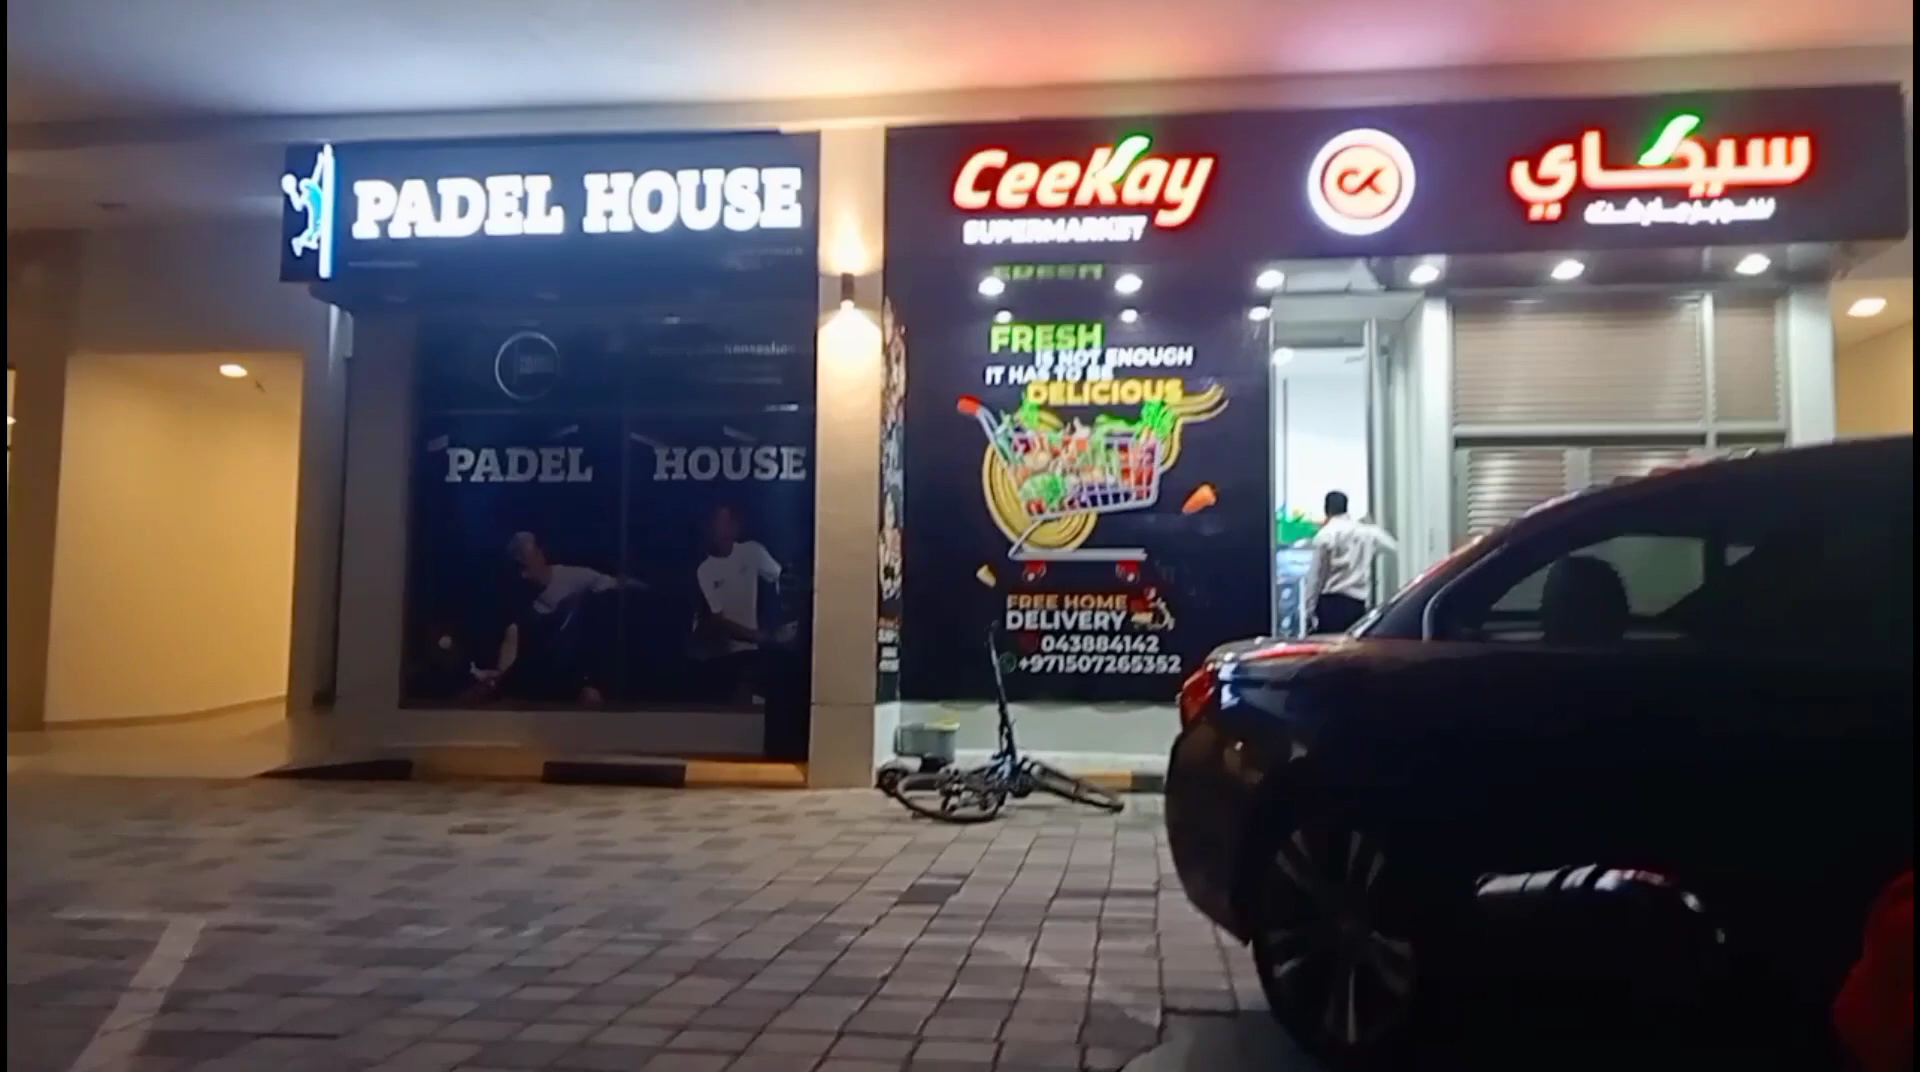 PADEL HOUSE
PADEL HOUSE
CeeKay
SUPERMARKET
CK
سيكاي
سوبرماركت
FRESH
IS NOT ENOUGH
IT HAS TO BE
DELICIOUS
FREE HOME
DELIVERY
043884142
+971507265352